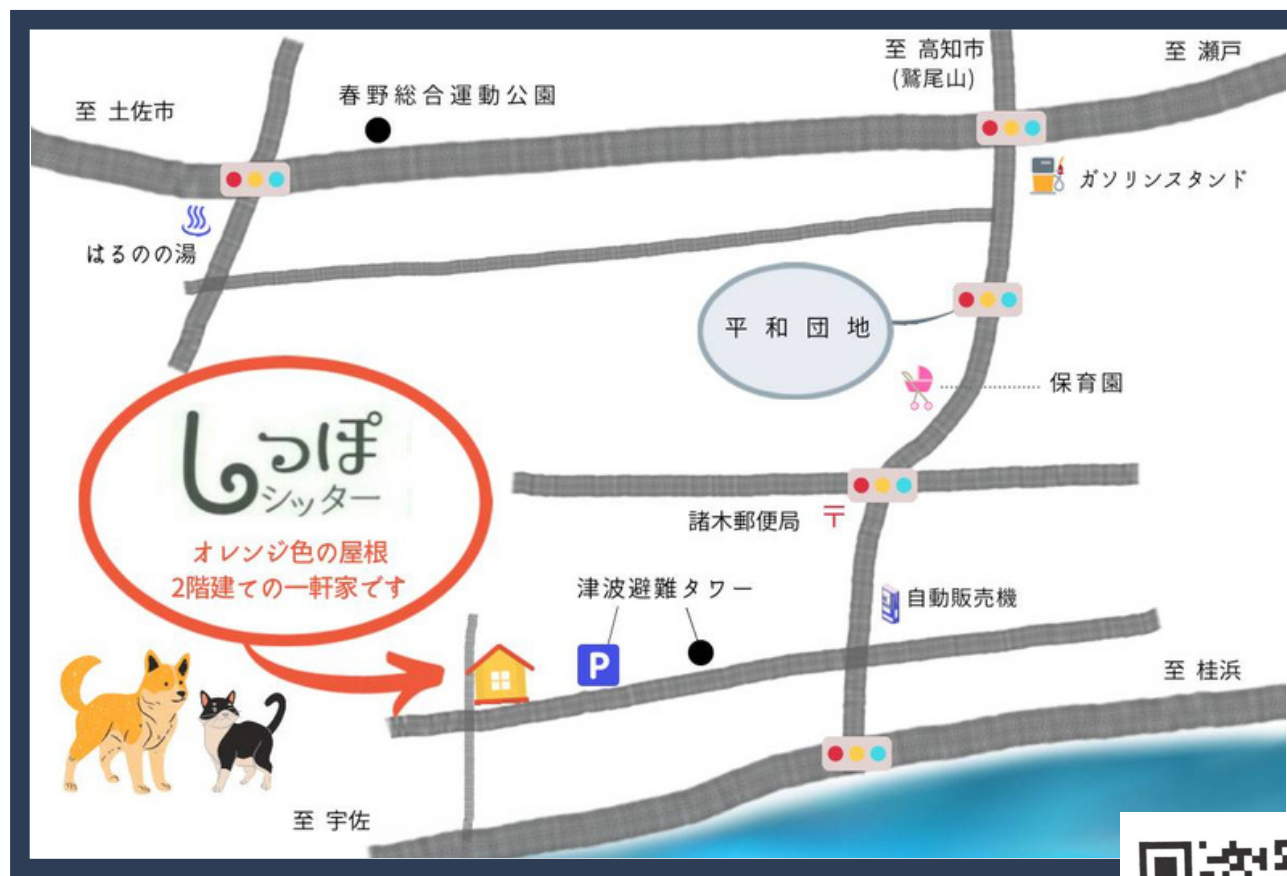 至 高知市
(鷲尾山)
至 瀬戸
春野総合運動公園
至 土佐市
ガソリンスタンド
はるのの湯
平和団地
保育園
しっぽ
シッター
オレンジ色の屋根
2階建ての一軒家です
諸木郵便局 〒
津波避難タワー
自動販売機
P
至 桂浜
至 宇佐